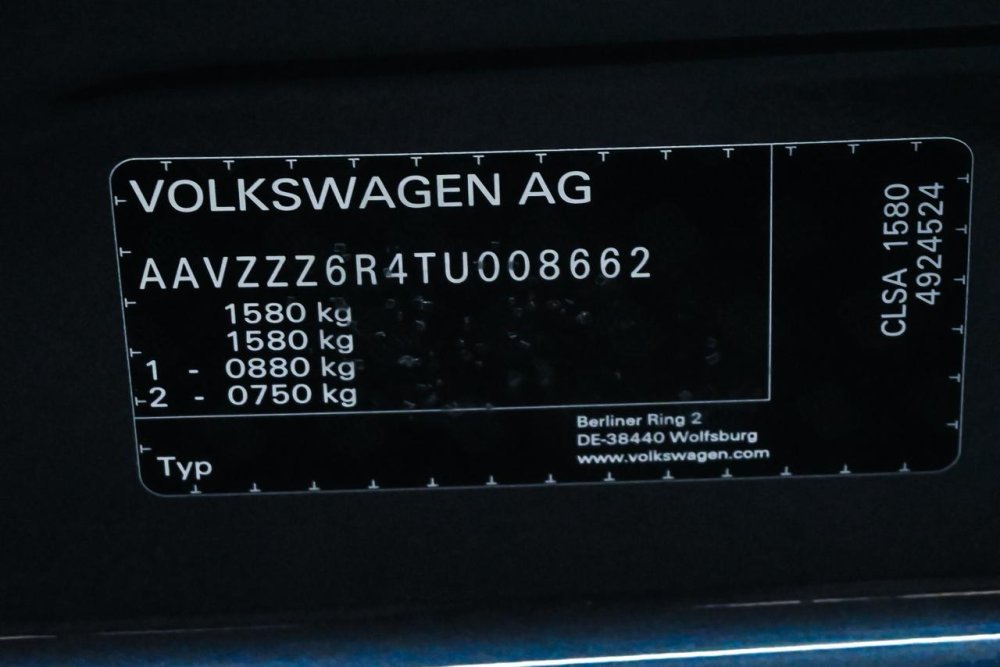 VOLKSWAGEN AG
AAVZZZ6R4TU008662
1580 kg
1580 kg
1 - 0880 kg
2 - 0750 kg
Typ
Berliner Ring 2
DE-38440 Wolfsburg
www.volkswagen.com
CLSA 1580
4924524